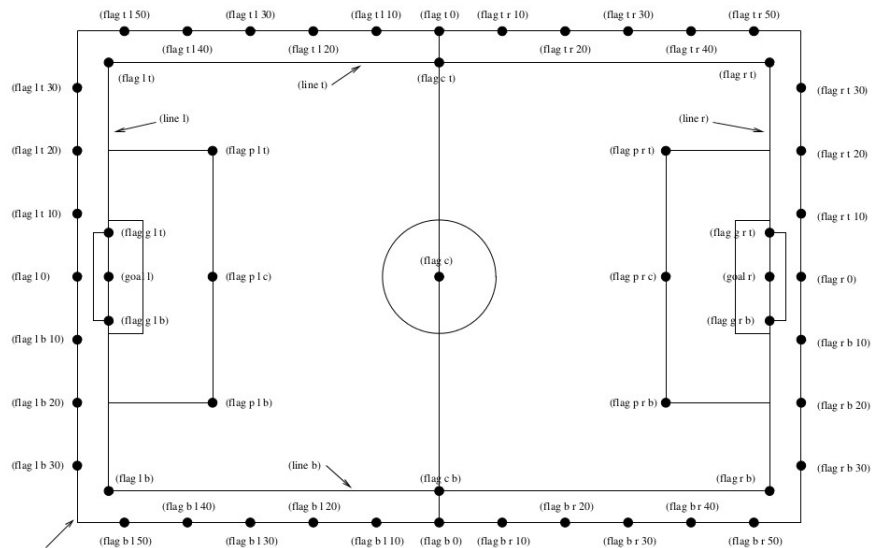 (flag t l 50) (flag t l 30) (flag t l 10) (flag t 0) (flag t r 10) (flag t r 30) (flag t r 50)
(flag t l 40) (flag t l 20) (flag t r 20) (flag t r 40)
(flag l t) (flag c t) (flag r t)
(flag l t 30) (line t) (flag r t 30)
(line l) (line r)
(flag l t 20) (flag p l t) (flag p r t) (flag r t 20)
(flag l t 10) (flag r t 10)
(flag g l t) (flag g r t)
(flag c)
(flag l 0) (goal l) (flag p l c) (flag p r c) (goal r) (flag r 0)
(flag g l b) (flag g r b)
(flag l b 10) (flag r b 10)
(flag l b 20) (flag p l b) (flag p r b) (flag r b 20)
(flag l b 30) (line b) (flag r b 30)
(flag l b) (flag c b) (flag r b)
(flag b l 40) (flag b l 20) (flag b r 20) (flag b r 40)
(flag b l 50) (flag b l 30) (flag b l 10) (flag b 0) (flag b r 10) (flag b r 30) (flag b r 50)